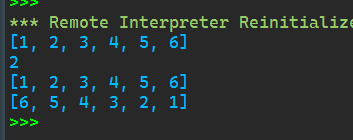 >>>
*** Remote Interpreter Reinitialize
[1, 2, 3, 4, 5, 6]
2
[1, 2, 3, 4, 5, 6]
[6, 5, 4, 3, 2, 1]
>>>